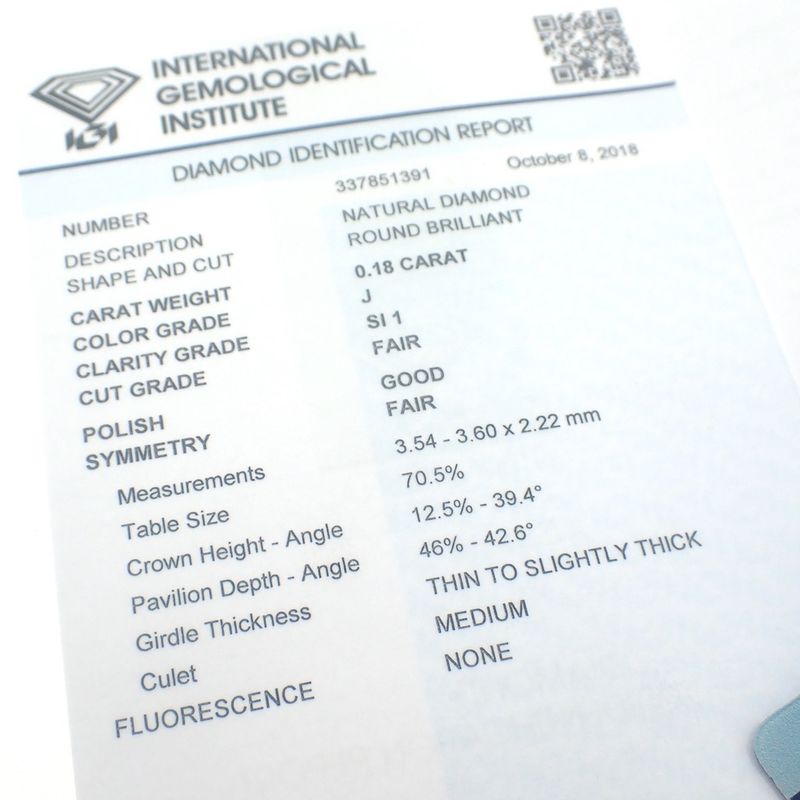 INTERNATIONAL
GEMOLOGICAL
INSTITUTE
IGI
DIAMOND IDENTIFICATION REPORT
October 8, 2018
NUMBER 337851391
DESCRIPTION NATURAL DIAMOND
SHAPE AND CUT ROUND BRILLIANT
CARAT WEIGHT 0.18 CARAT
COLOR GRADE J
CLARITY GRADE SI 1
CUT GRADE FAIR
POLISH GOOD
SYMMETRY FAIR
Measurements 3.54 - 3.60 x 2.22 mm
Table Size 70.5%
Crown Height - Angle 12.5% - 39.4°
Pavilion Depth - Angle 46% - 42.6°
Girdle Thickness THIN TO SLIGHTLY THICK
Culet MEDIUM
FLUORESCENCE NONE